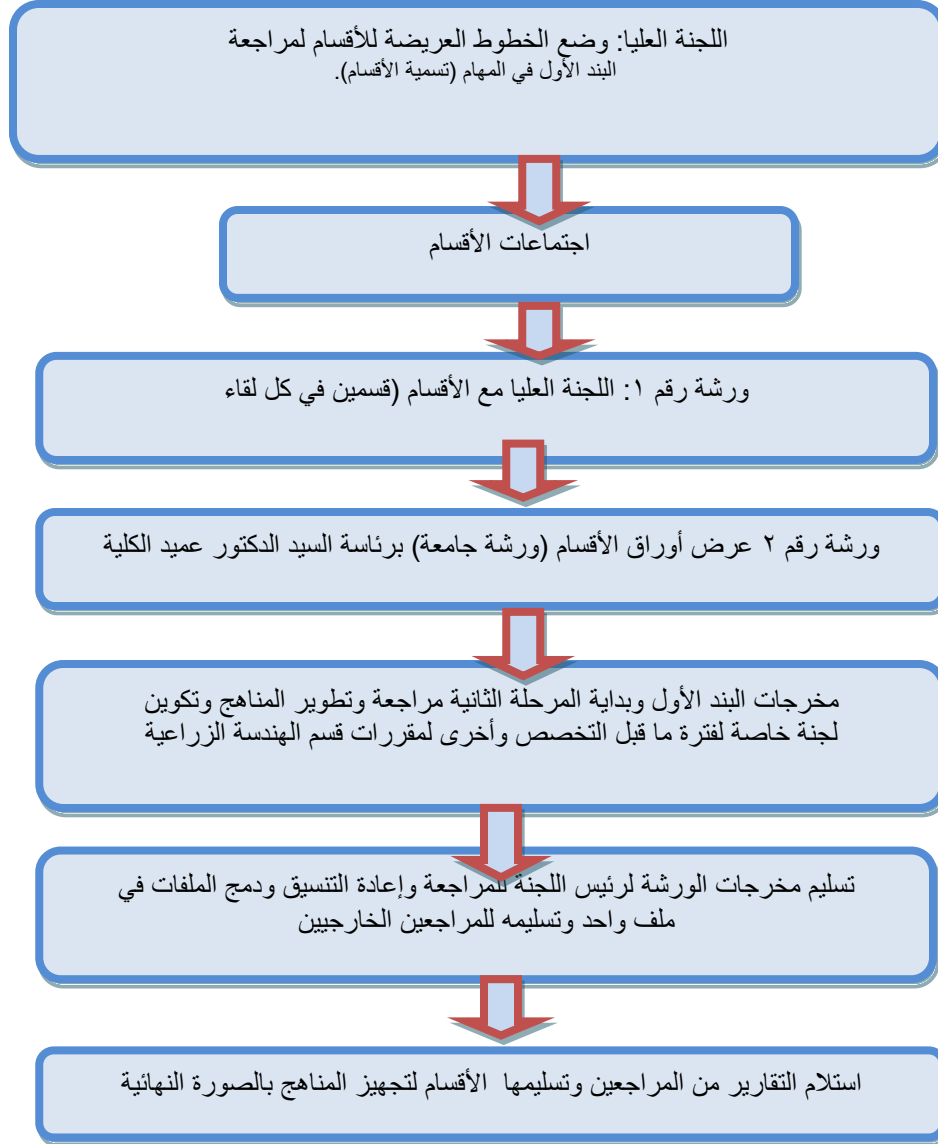 اللجنة العليا: وضع الخطوط العريضة للأقسام لمراجعة
البند الأول في المهام (تسمية الأقسام).
اجتماعات الأقسام
ورشة رقم ١: اللجنة العليا مع الأقسام (قسمين في كل لقاء
ورشة رقم ٢ عرض أوراق الأقسام (ورشة جامعة) برئاسة السيد الدكتور عميد الكلية
مخرجات البند الأول وبداية المرحلة الثانية مراجعة وتطوير المناهج وتكوين
لجنة خاصة لفترة ما قبل التخصص وأخرى لمقررات قسم الهندسة الزراعية
تسليم مخرجات الورشة لرئيس اللجنة للمراجعة وإعادة التنسيق ودمج الملفات في
ملف واحد وتسليمه للمراجعين الخارجيين
استلام التقارير من المراجعين وتسليمها الأقسام لتجهيز المناهج بالصورة النهائية